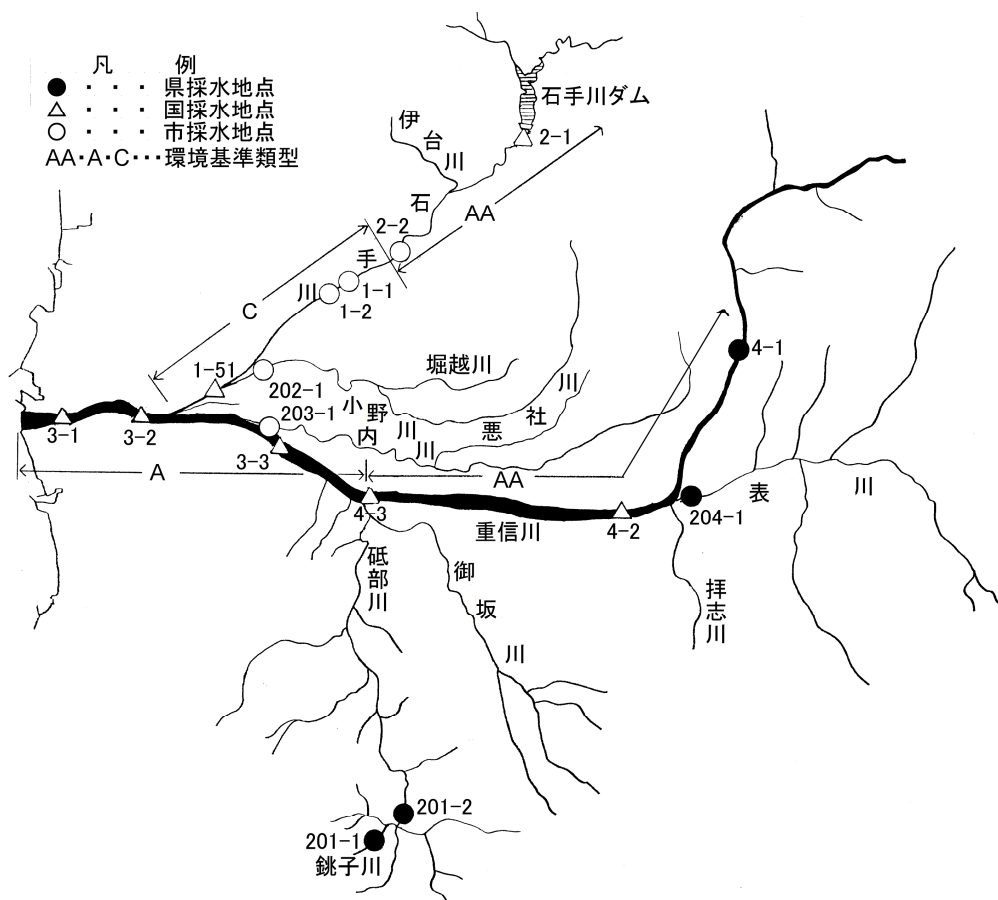 凡 例
● ・ ・ ・ 県採水地点
△ ・ ・ ・ 国採水地点
○ ・ ・ ・ 市採水地点
AA・A・C・・・環境基準類型
石手川ダム
2-1
伊台川
AA
石手川
2-2
1-1
1-2
C
1-51
202-1
堀越川
4-1
小野川
悪社川
203-1
内川
3-1
3-2
3-3
A
AA
4-3
重信川
4-2
204-1
表川
砥部川
御坂川
拝志川
201-2
201-1
銚子川